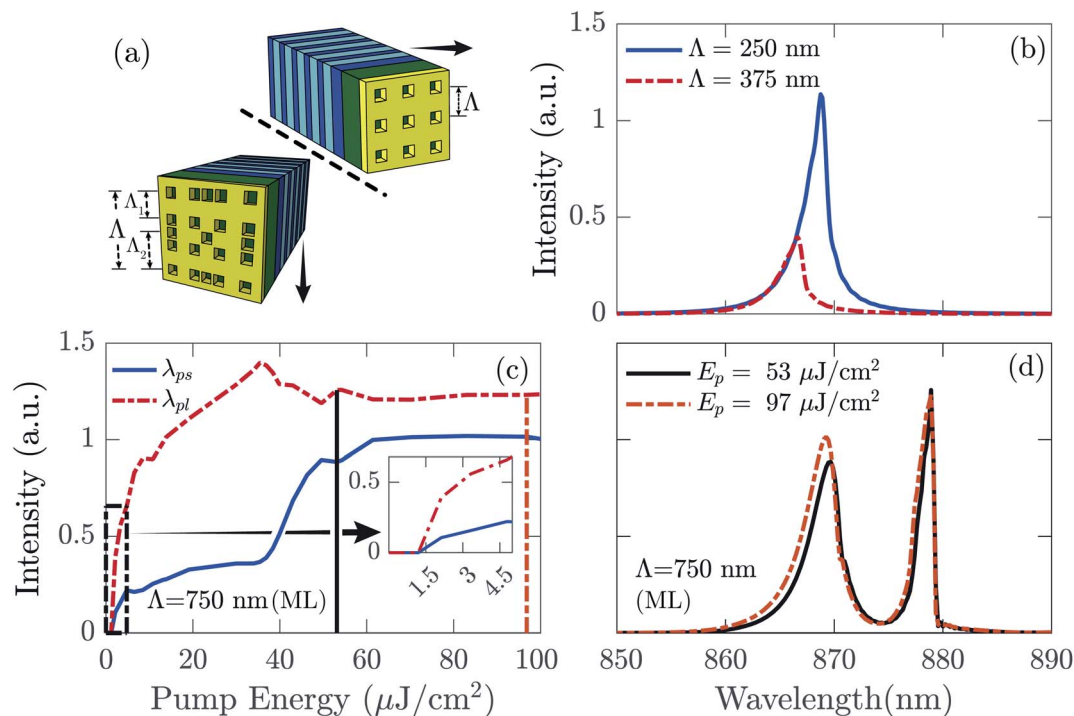 (a)
Λ
Λ₁
Λ
Λ₂
(b)
Λ = 250 nm
Λ = 375 nm
Intensity (a.u.)
1.5
1
0.5
0
(c)
λps
λpl
Intensity (a.u.)
1.5
1
0.5
0
0.5
0
1.5
3
4.5
Λ=750 nm(ML)
0
20
40
60
80
100
Pump Energy (μJ/cm²)
(d)
Eₚ = 53 μJ/cm²
Eₚ = 97 μJ/cm²
Λ=750 nm
(ML)
850
860
870
880
890
Wavelength(nm)